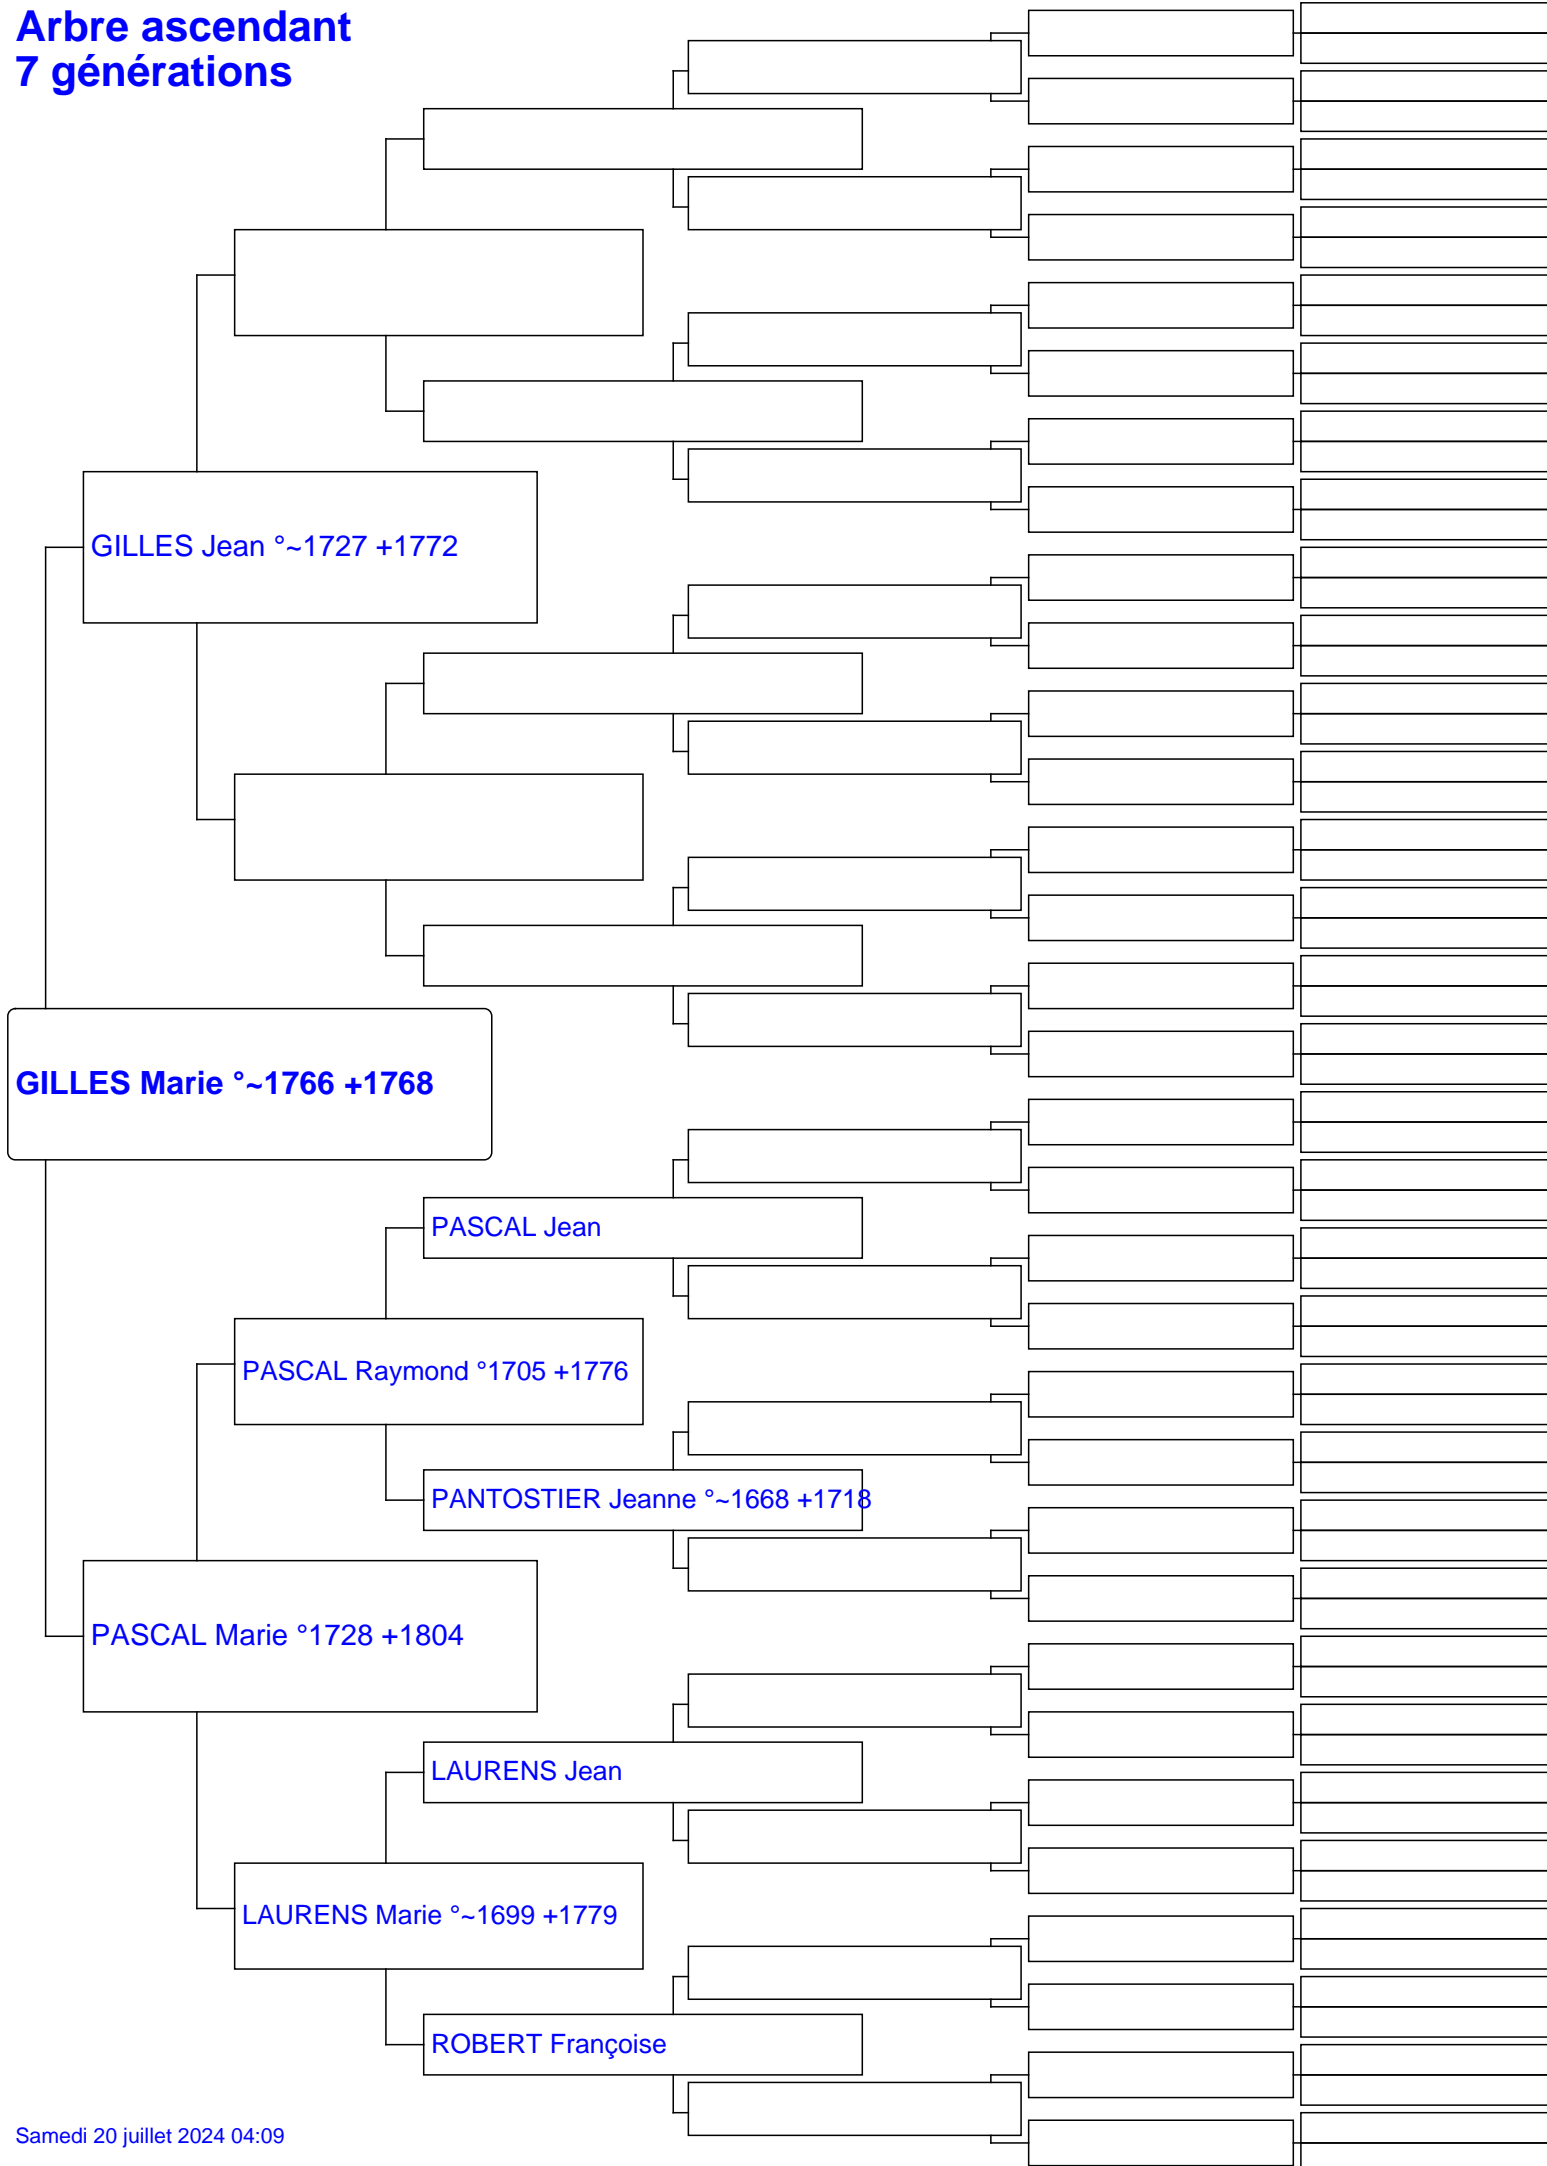 Arbre ascendant
7 générations
GILLES Jean °~1727 +1772
GILLES Marie °~1766 +1768
PASCAL Jean
PASCAL Raymond °1705 +1776
PANTOSTIER Jeanne °~1668 +1718
PASCAL Marie °1728 +1804
LAURENS Jean
LAURENS Marie °~1699 +1779
ROBERT Françoise
Samedi 20 juillet 2024 04:09